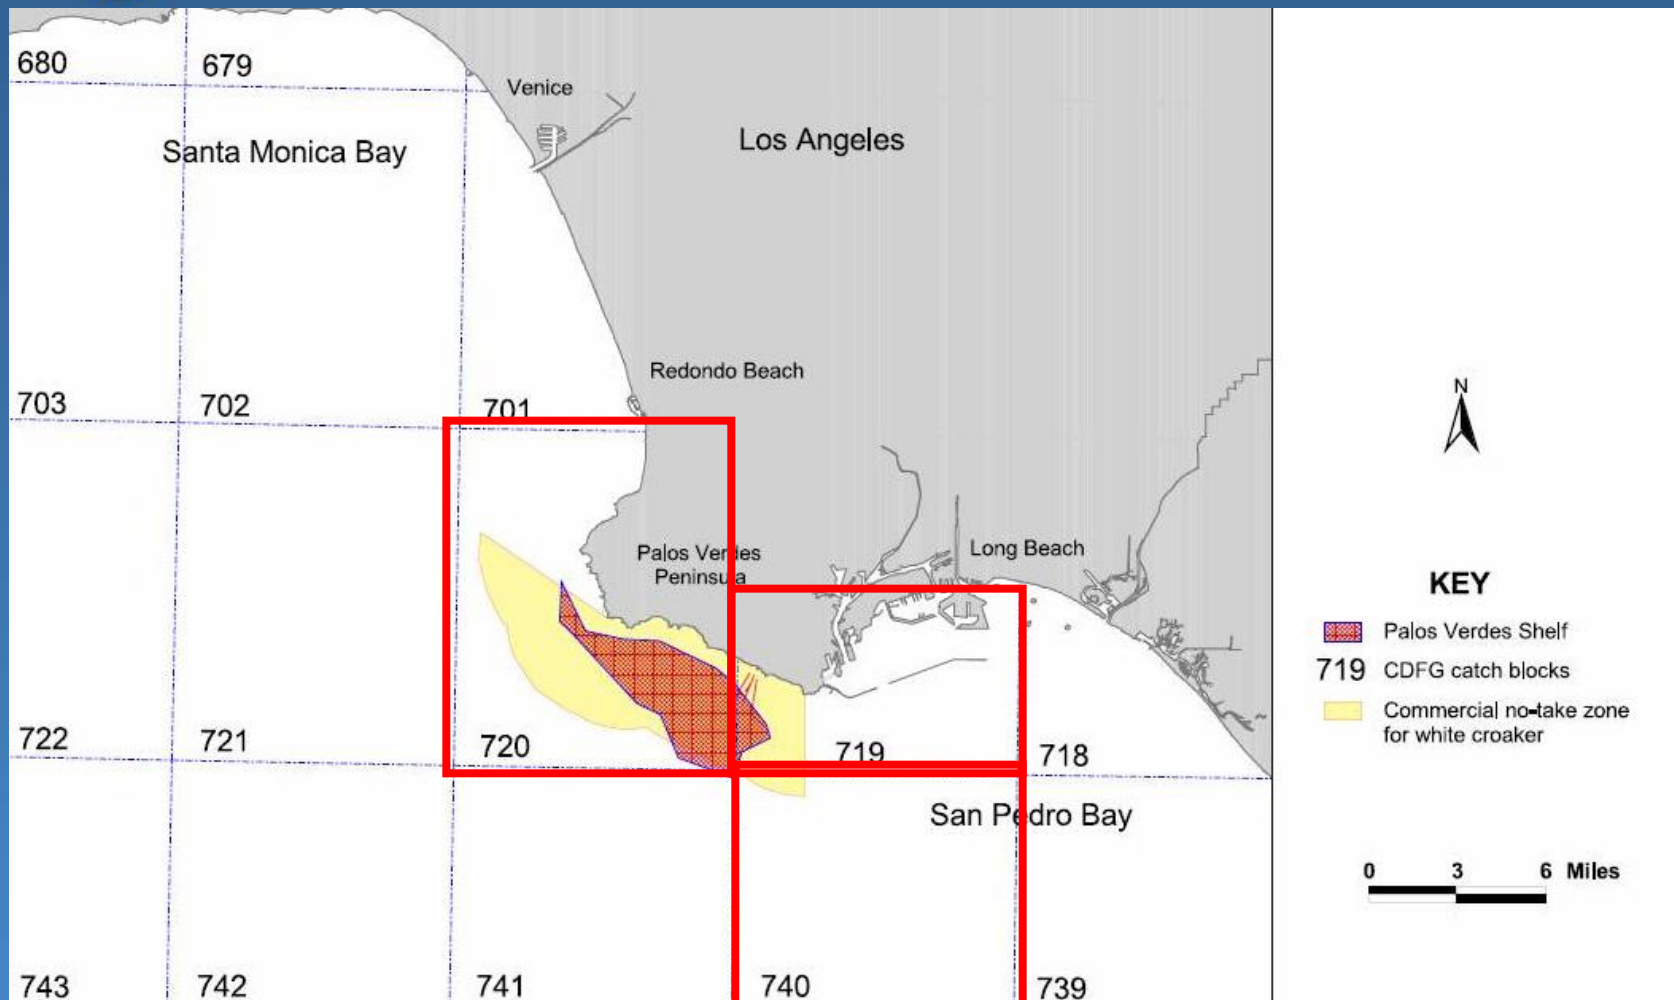 680
679
Venice
Santa Monica Bay
Los Angeles
Redondo Beach
703
702
701
N
Palos Verdes
Peninsula
Long Beach
KEY
Palos Verdes Shelf
719 CDFG catch blocks
Commercial no-take zone
for white croaker
722
721
720
719
718
San Pedro Bay
0 3 6 Miles
743
742
741
740
739